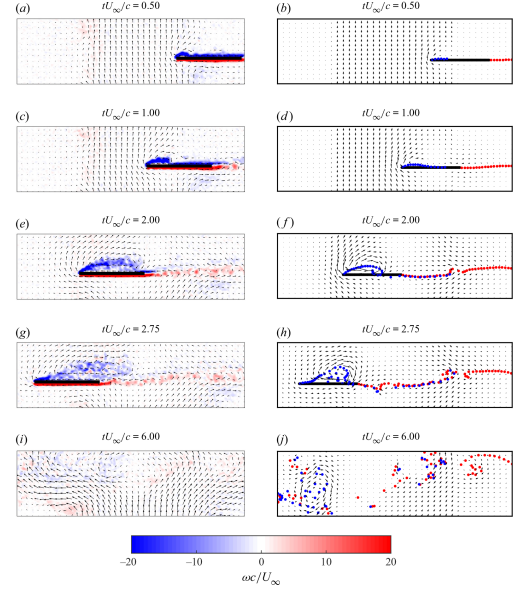 (a) tU∞/c = 0.50 (b) tU∞/c = 0.50
(c) tU∞/c = 1.00 (d) tU∞/c = 1.00
(e) tU∞/c = 2.00 (f) tU∞/c = 2.00
(g) tU∞/c = 2.75 (h) tU∞/c = 2.75
(i) tU∞/c = 6.00 (j) tU∞/c = 6.00
−20 −10 0 10 20
ωc/U∞